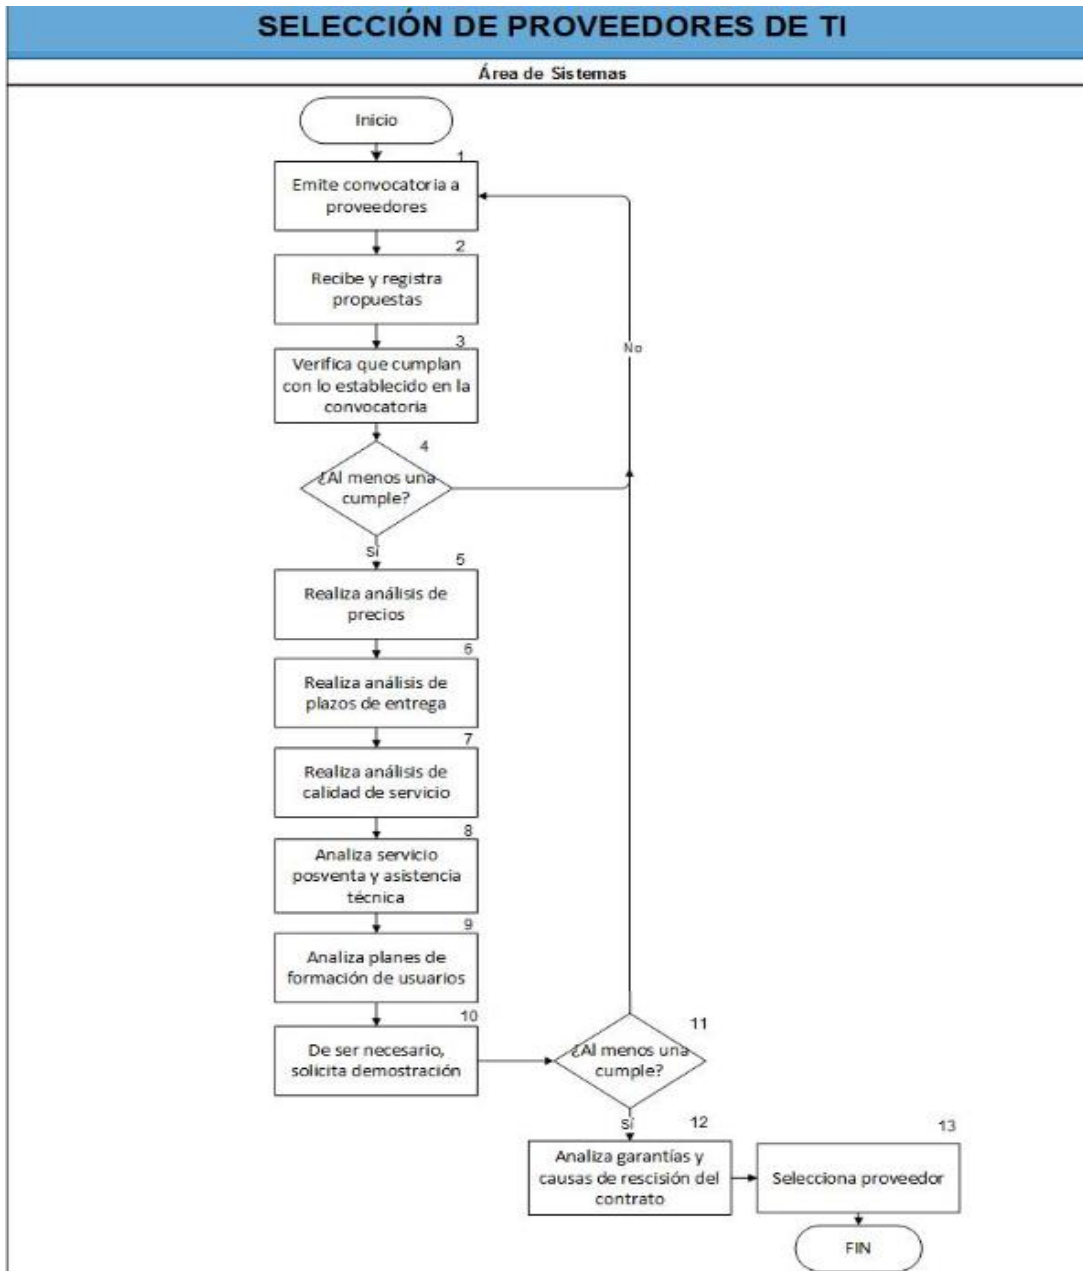 SELECCIÓN DE PROVEEDORES DE TI
Área de Sistemas
Inicio
1
Emite convocatoria a
proveedores
2
Recibe y registra
propuestas
3
Verifica que cumplan
con lo establecido en la
convocatoria
No
4
¿Al menos una
cumple?
Sí
5
Realiza análisis de
precios
6
Realiza análisis de
plazos de entrega
7
Realiza análisis de
calidad de servicio
8
Analiza servicio
posventa y asistencia
técnica
9
Analiza planes de
formación de usuarios
10
De ser necesario,
solicita demostración
11
¿Al menos una
cumple?
Sí
12
Analiza garantías y
causas de rescisión del
contrato
13
Selecciona proveedor
FIN